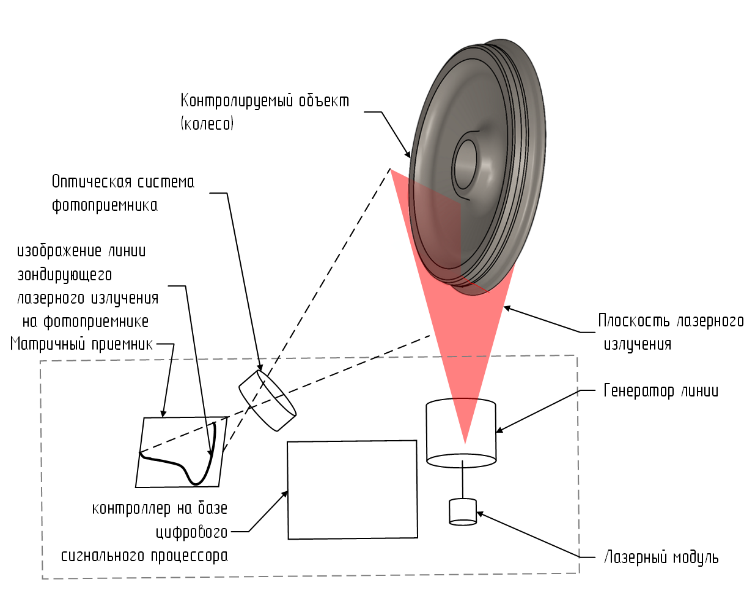 Контролируемый объект
(колесо)
Оптическая система
фотоприемника
изображение линии
зондирующего
лазерного излучения
на фотоприемнике
Матричный приемник
Плоскость лазерного
излучения
Генератор линии
контроллер на базе
цифрового
сигнального процессора
Лазерный модуль